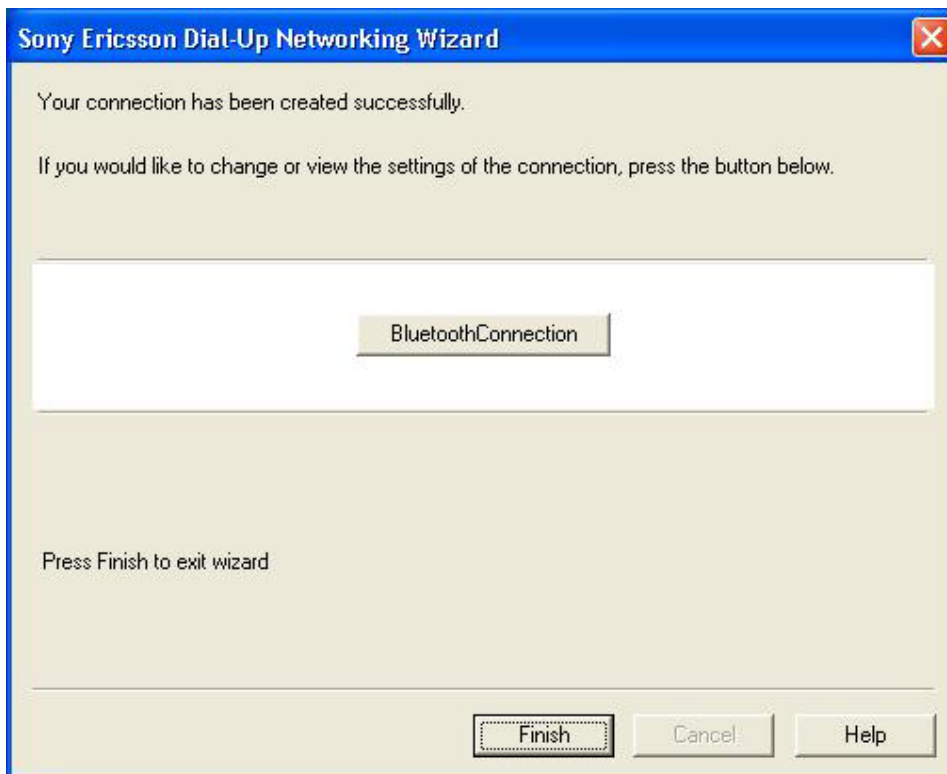 Sony Ericsson Dial-Up Networking Wizard
Your connection has been created successfully.
If you would like to change or view the settings of the connection, press the button below.
BluetoothConnection
Press Finish to exit wizard
Finish Cancel Help